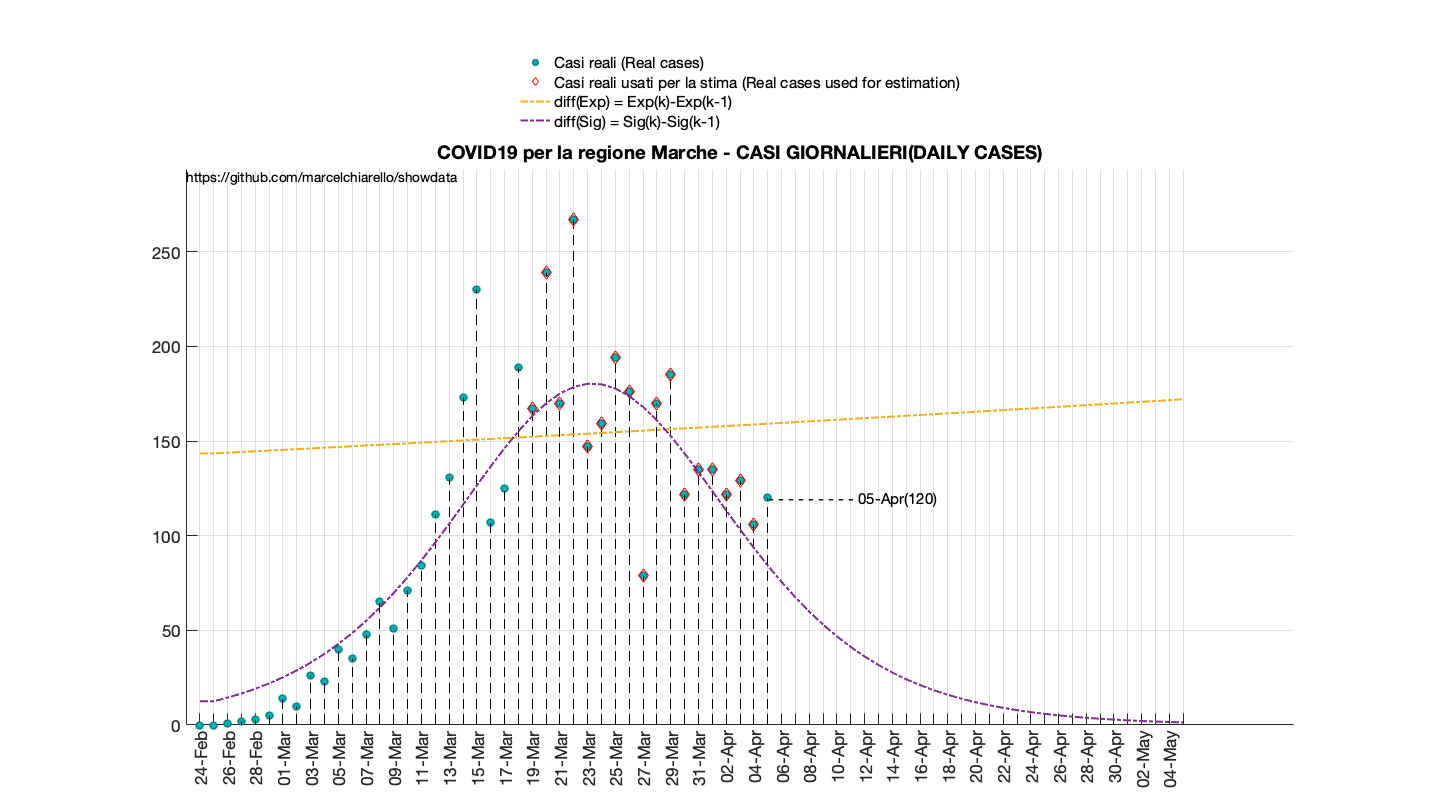 Casi reali (Real cases)
Casi reali usati per la stima (Real cases used for estimation)
diff(Exp) = Exp(k)-Exp(k-1)
diff(Sig) = Sig(k)-Sig(k-1)
COVID19 per la regione Marche - CASI GIORNALIERI(DAILY CASES)
https://github.com/marcelchiarello/showdata
250
200
150
100
50
0
05-Apr(120)
24-Feb
26-Feb
28-Feb
01-Mar
03-Mar
05-Mar
07-Mar
09-Mar
11-Mar
13-Mar
15-Mar
17-Mar
19-Mar
21-Mar
23-Mar
25-Mar
27-Mar
29-Mar
31-Mar
02-Apr
04-Apr
06-Apr
08-Apr
10-Apr
12-Apr
14-Apr
16-Apr
18-Apr
20-Apr
22-Apr
24-Apr
26-Apr
28-Apr
30-Apr
02-May
04-May